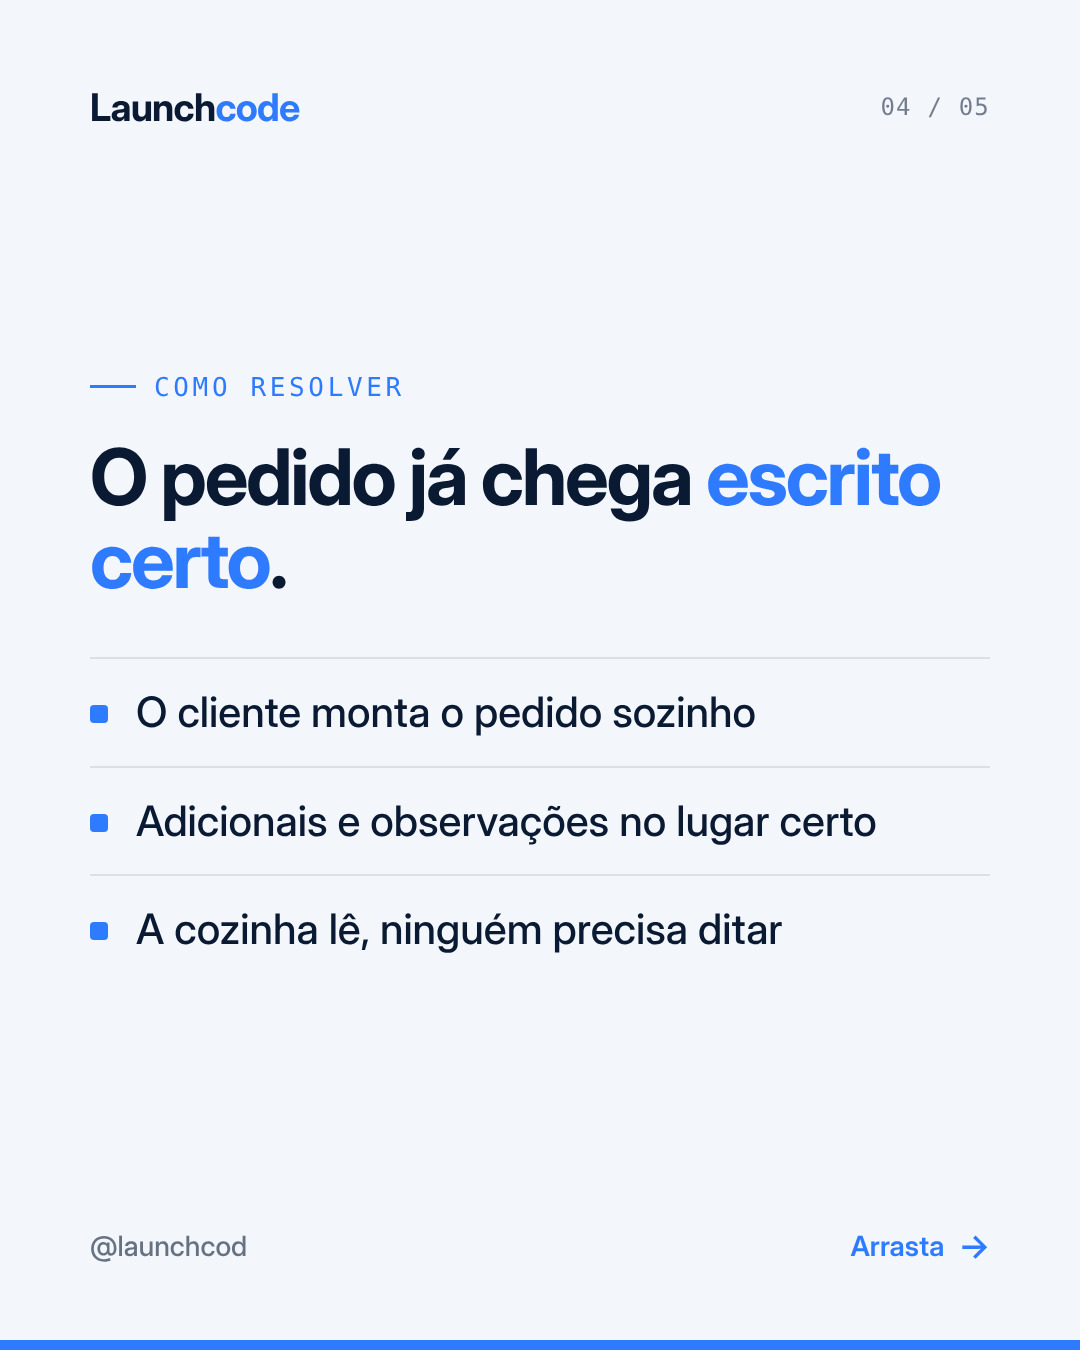 Launchcode
04 / 05
COMO RESOLVER
O pedido já chega escrito
certo.
O cliente monta o pedido sozinho
Adicionais e observações no lugar certo
A cozinha lê, ninguém precisa ditar
@launchcod
Arrasta →